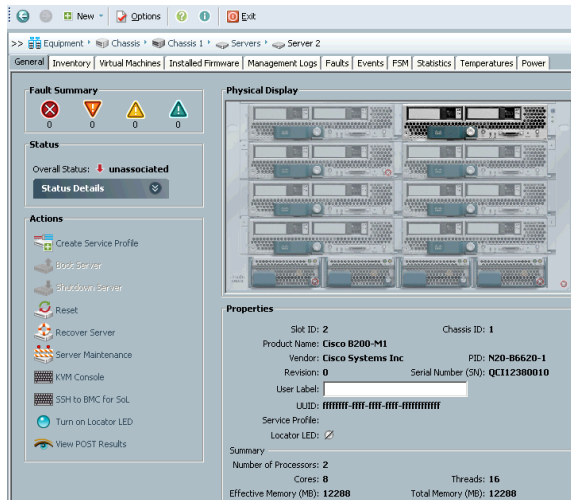 New Options Exit
>> Equipment Chassis Chassis 1 Servers Server 2
General Inventory Virtual Machines Installed Firmware Management Logs Faults Events FSM Statistics Temperatures Power
Fault Summary
0 0 0 0
Status
Overall Status: unassociated
Status Details
Actions
Create Service Profile
Boot Server
Shutdown Server
Reset
Recover Server
Server Maintenance
KVM Console
SSH to BMC for SoL
Turn on Locator LED
View POST Results
Physical Display
Properties
Slot ID: 2 Chassis ID: 1
Product Name: Cisco B200-M1
Vendor: Cisco Systems Inc PID: N20-B6620-1
Revision: 0 Serial Number (SN): QCI12380010
User Label:
UUID: ffffffff-ffff-ffff-ffff-ffffffffffff
Service Profile:
Locator LED:
Summary
Number of Processors: 2
Cores: 8 Threads: 16
Effective Memory (MB): 12288 Total Memory (MB): 12288